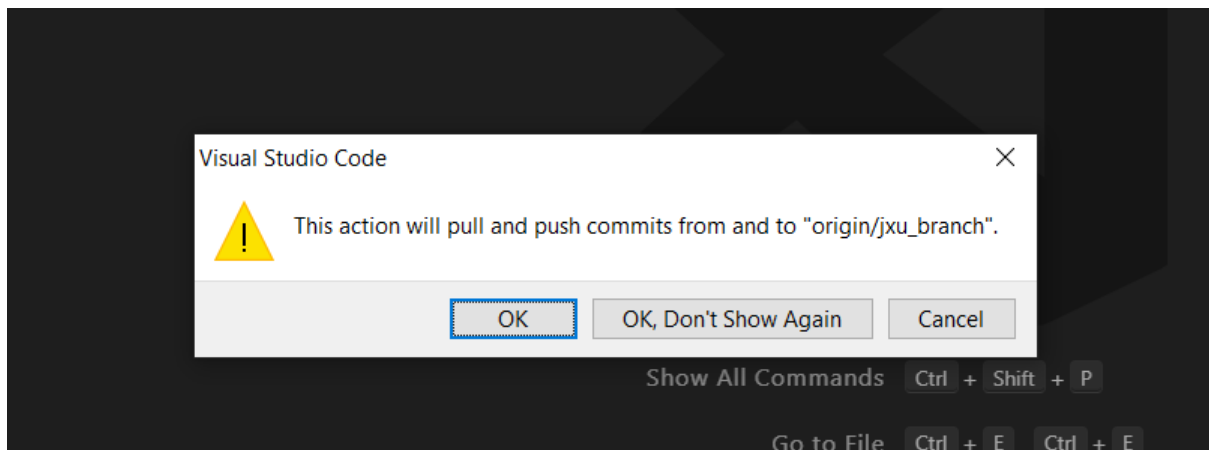 Visual Studio Code
This action will pull and push commits from and to "origin/jxu_branch".
OK
OK, Don't Show Again
Cancel
Show All Commands Ctrl + Shift + P
Go to File Ctrl + E Ctrl + E